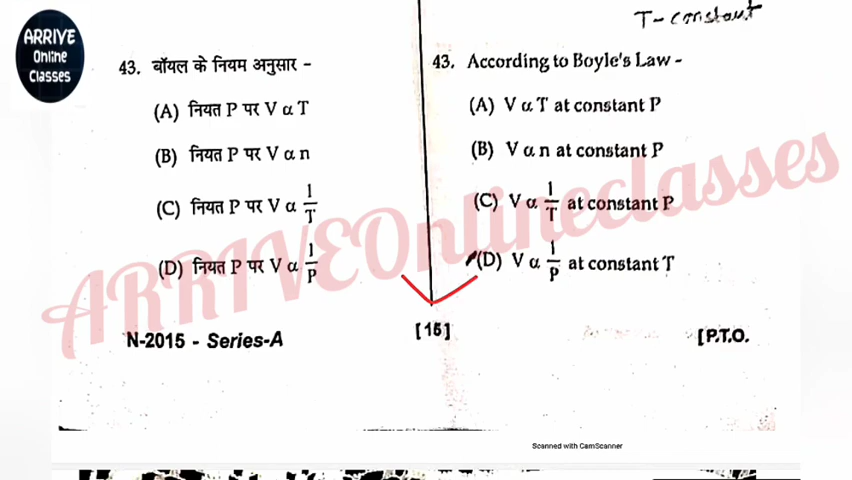 T-constant
ARRIVE
Online
Classes
43. बॉयल के नियम अनुसार -
(A) नियत P पर V α T
(B) नियत P पर V α n
(C) नियत P पर V α 1/T
(D) नियत P पर V α 1/P
43. According to Boyle's Law -
(A) V α T at constant P
(B) V α n at constant P
(C) V α 1/T at constant P
(D) V α 1/P at constant T
ARRIVEOnlineclasses
N-2015 - Series-A
[15]
[P.T.O.
Scanned with CamScanner